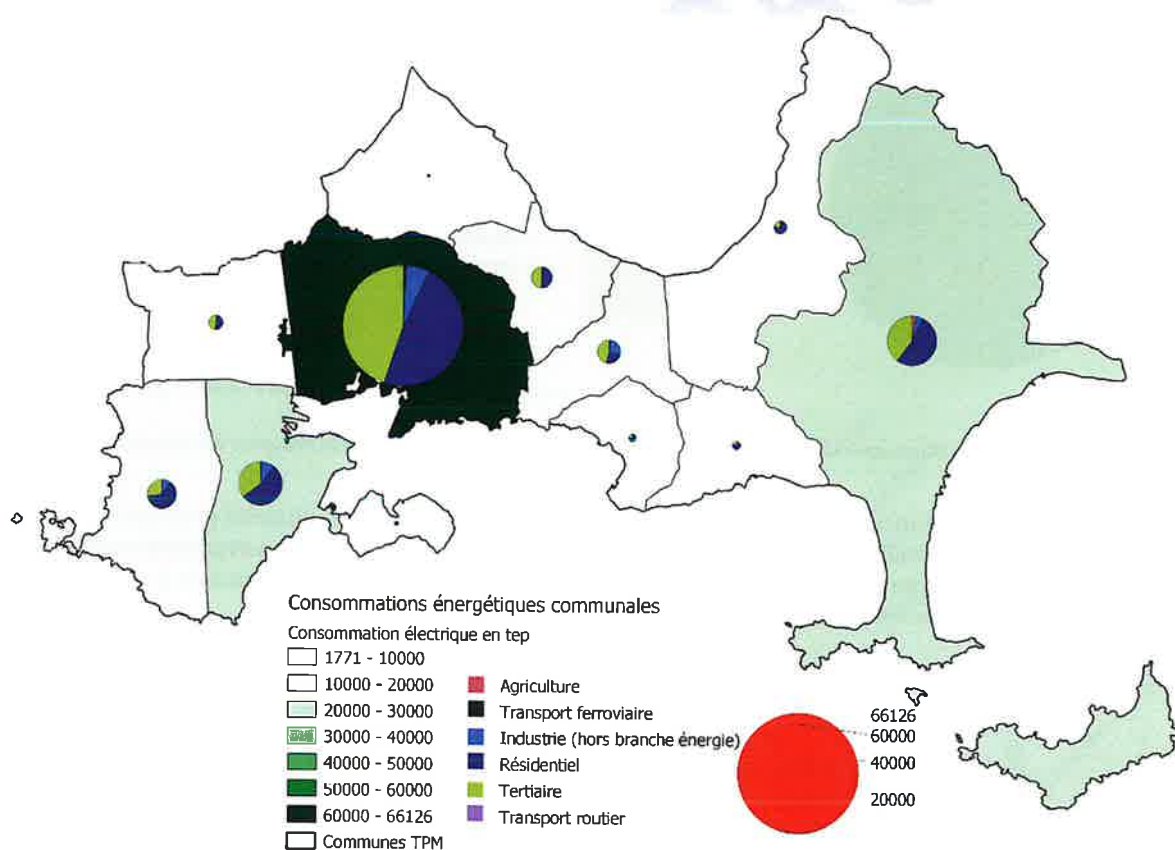 Consommations énergétiques communales
Consommation électrique en tep
1771 - 10000
10000 - 20000
20000 - 30000
30000 - 40000
40000 - 50000
50000 - 60000
60000 - 66126
Communes TPM
Agriculture
Transport ferroviaire
Industrie (hors branche énergie)
Résidentiel
Tertiaire
Transport routier
66126
60000
40000
20000